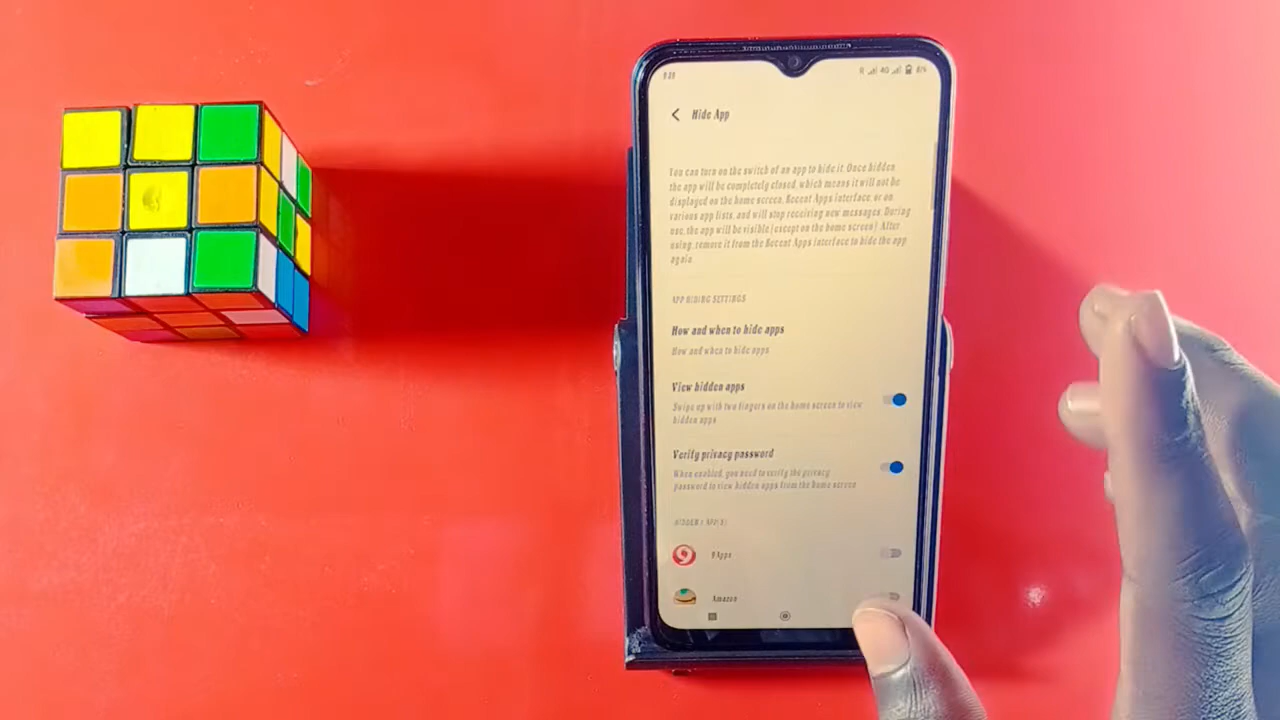 Hide App
You can turn on the switch of an app to hide it. Once hidden,
the app will be completely closed, which means it will not be
displayed on the home screen, Recent Apps interface, or on
various app lists, and will stop receiving new messages. During
use, the app will be visible (except on the home screen). After
using, remove it from the Recent Apps interface to hide the app
again.
APP HIDING SETTINGS
How and when to hide apps
How and when to hide apps
View hidden apps
Swipe up with two fingers on the home screen to view
hidden apps
Verify privacy password
When enabled, you need to verify the privacy
password to view hidden apps from the home screen
9Apps
Amazon